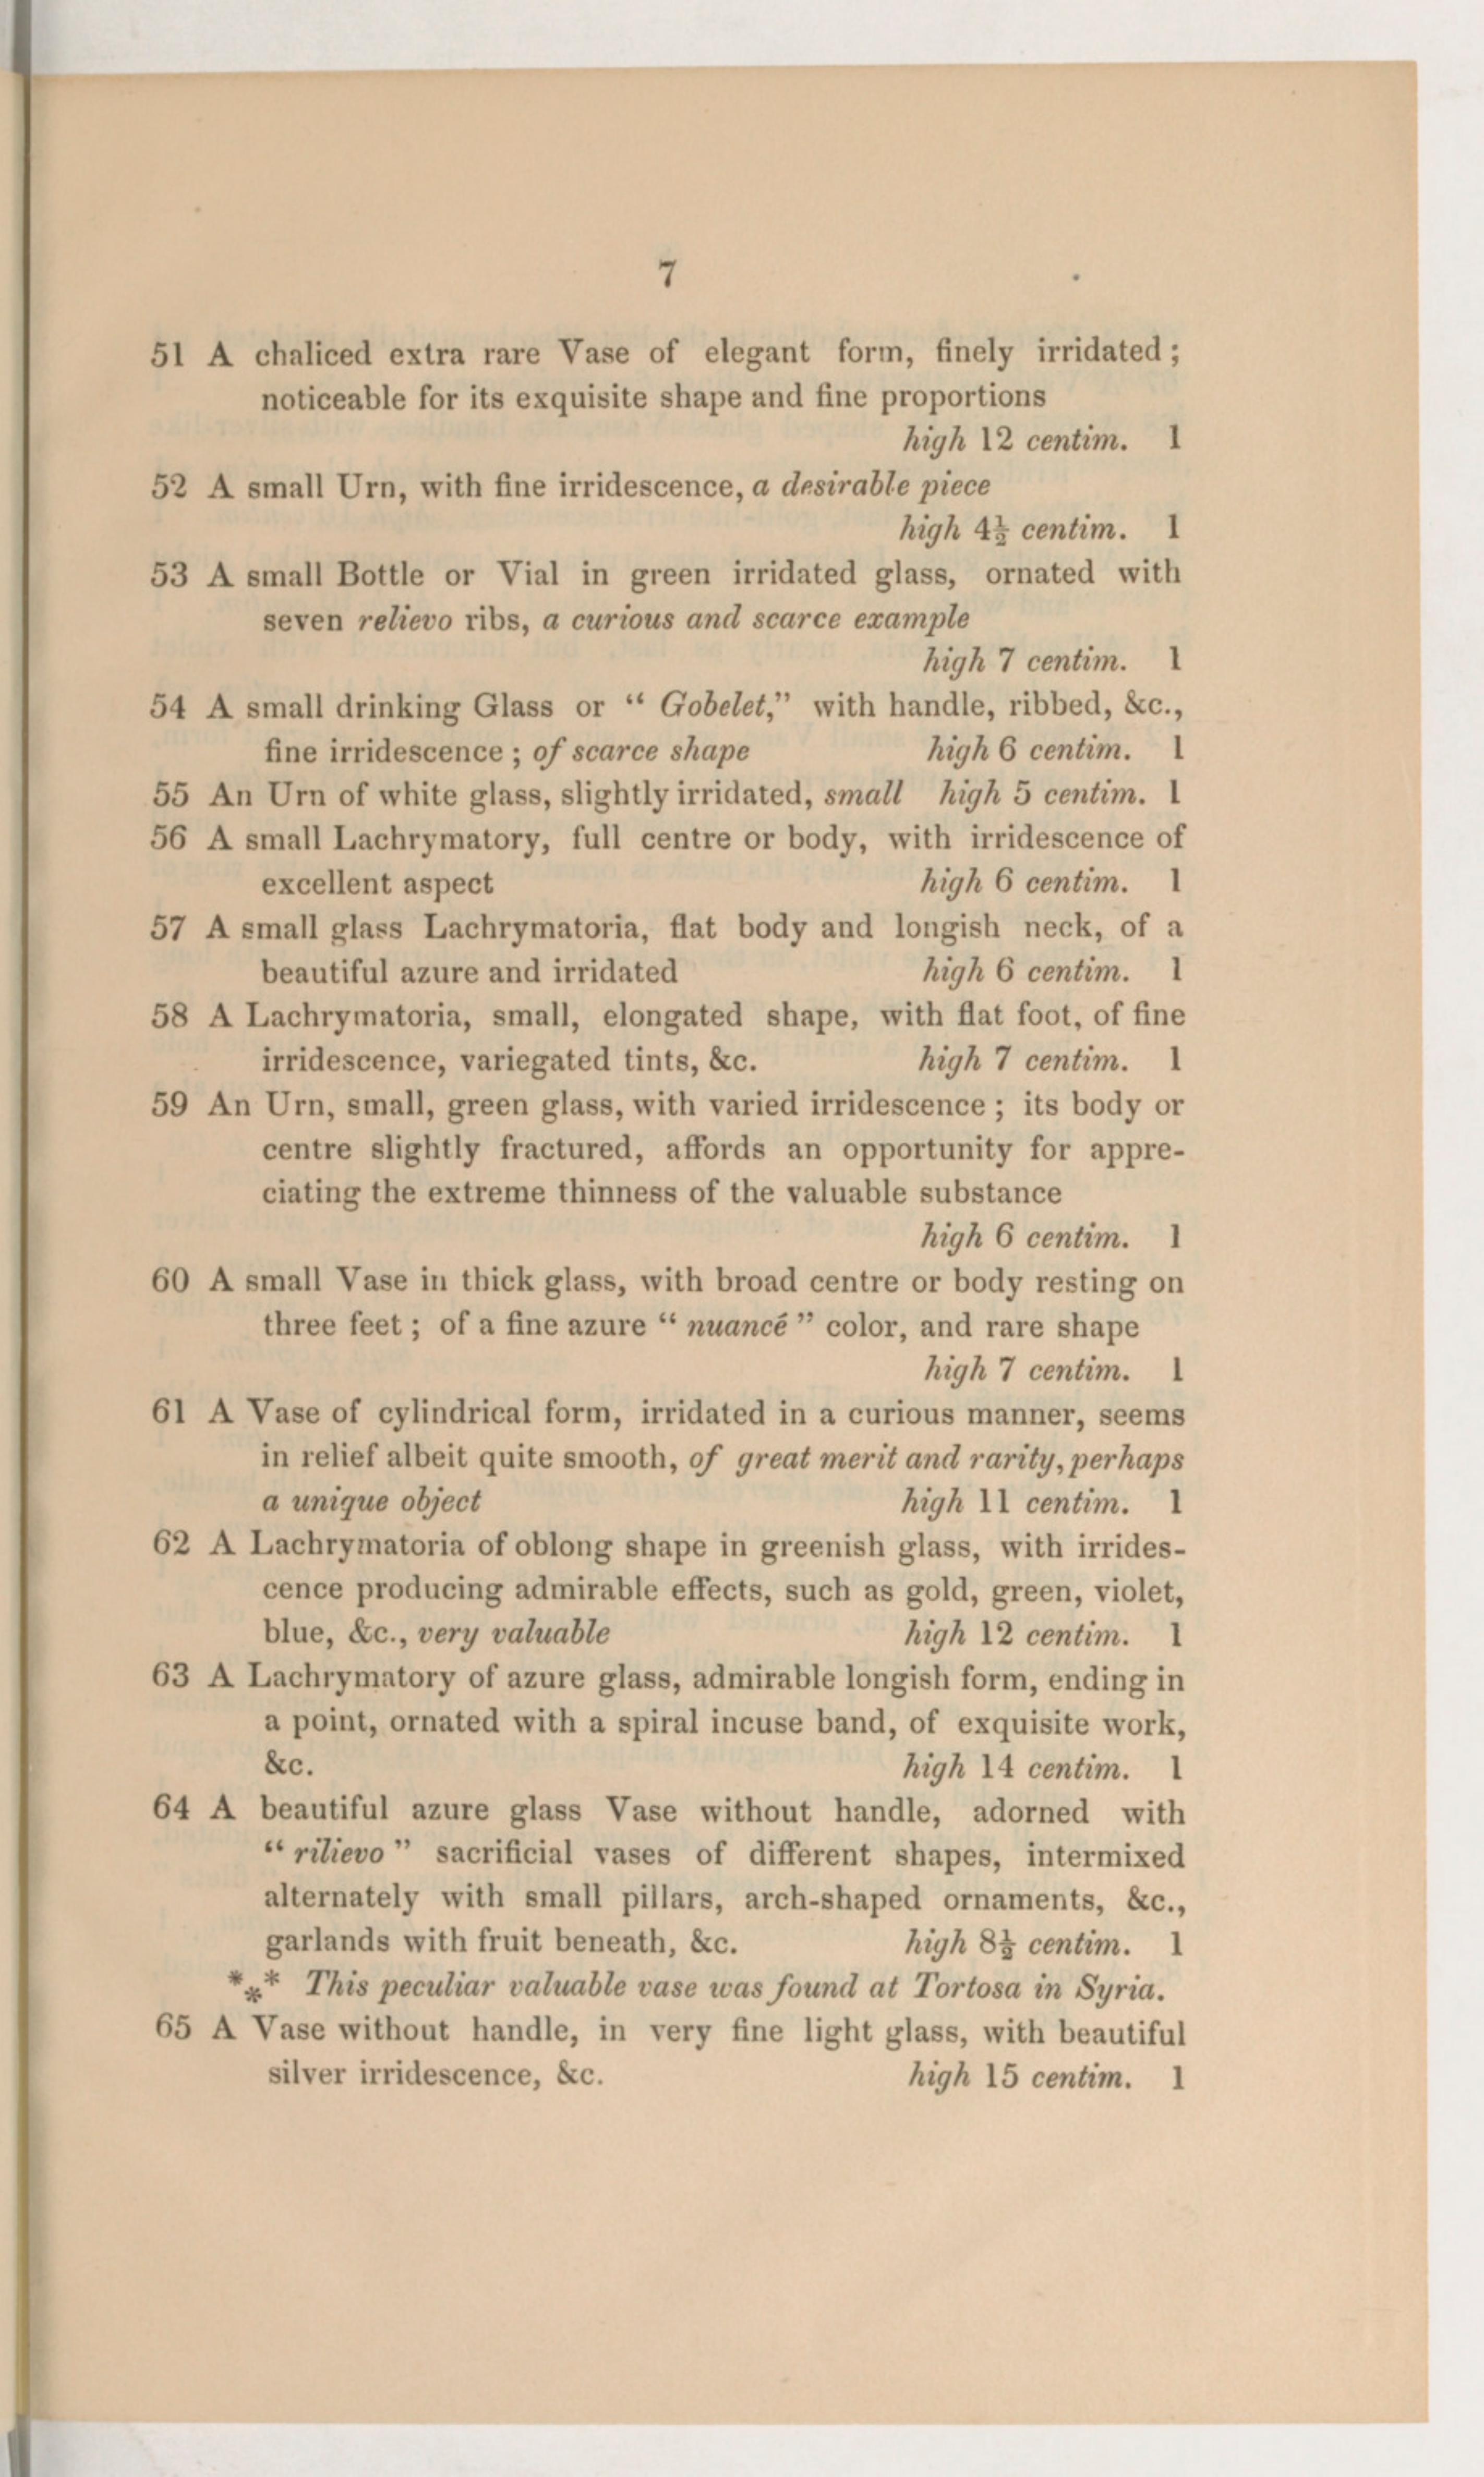 7
51 A chaliced extra rare Vase of elegant form, finely irridated;
noticeable for its exquisite shape and fine proportions
high 12 centim. 1
52 A small Urn, with fine irridescence, a desirable piece
high 4½ centim. 1
53 A small Bottle or Vial in green irridated glass, ornated with
seven relievo ribs, a curious and scarce example
high 7 centim. 1
54 A small drinking Glass or " Gobelet," with handle, ribbed, &c.,
fine irridescence ; of scarce shape high 6 centim. 1
55 An Urn of white glass, slightly irridated, small high 5 centim. 1
56 A small Lachrymatory, full centre or body, with irridescence of
excellent aspect high 6 centim. 1
57 A small glass Lachrymatoria, flat body and longish neck, of a
beautiful azure and irridated high 6 centim. 1
58 A Lachrymatoria, small, elongated shape, with flat foot, of fine
irridescence, variegated tints, &c. high 7 centim. 1
59 An Urn, small, green glass, with varied irridescence ; its body or
centre slightly fractured, affords an opportunity for appre-
ciating the extreme thinness of the valuable substance
high 6 centim. 1
60 A small Vase in thick glass, with broad centre or body resting on
three feet ; of a fine azure " nuancé " color, and rare shape
high 7 centim. 1
61 A Vase of cylindrical form, irridated in a curious manner, seems
in relief albeit quite smooth, of great merit and rarity, perhaps
a unique object high 11 centim. 1
62 A Lachrymatoria of oblong shape in greenish glass, with irrides-
cence producing admirable effects, such as gold, green, violet,
blue, &c., very valuable high 12 centim. 1
63 A Lachrymatory of azure glass, admirable longish form, ending in
a point, ornated with a spiral incuse band, of exquisite work,
&c. high 14 centim. 1
64 A beautiful azure glass Vase without handle, adorned with
" rilievo " sacrificial vases of different shapes, intermixed
alternately with small pillars, arch-shaped ornaments, &c.,
garlands with fruit beneath, &c. high 8½ centim. 1
*** This peculiar valuable vase was found at Tortosa in Syria.
65 A Vase without handle, in very fine light glass, with beautiful
silver irridescence, &c. high 15 centim. 1